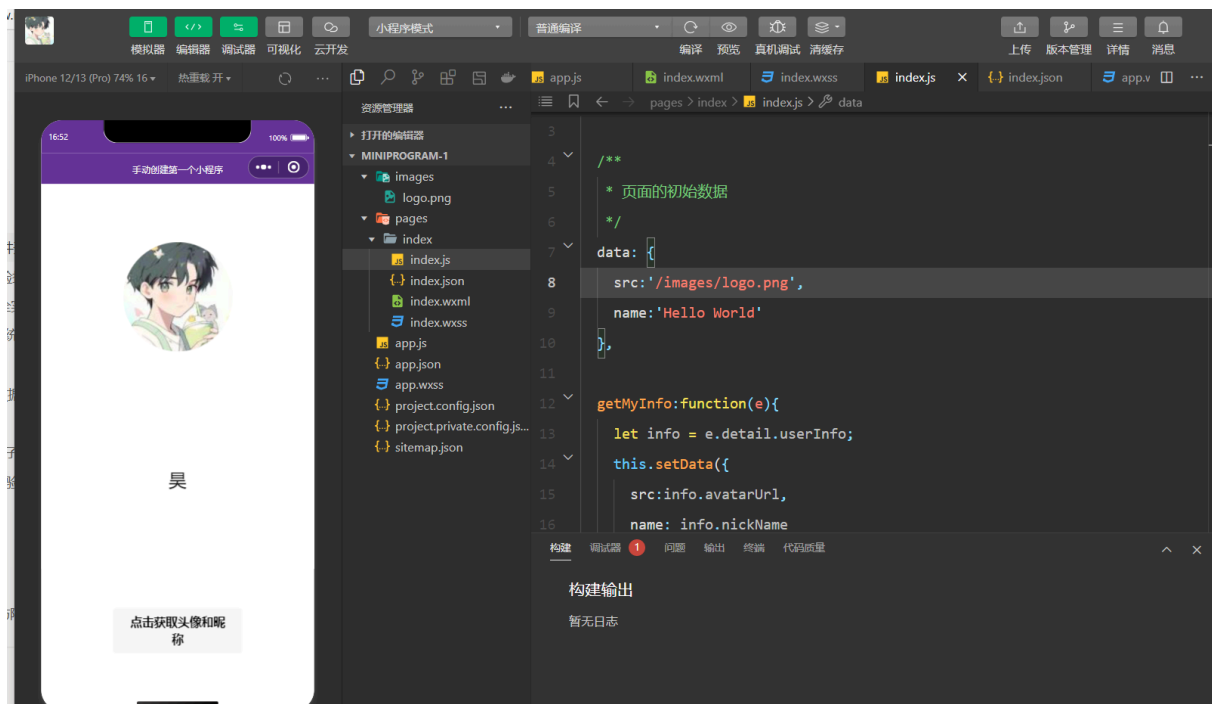 小程序模式
普通编译
模拟器 编辑器 调试器 可视化 云开发
编译 预览 真机调试 清缓存
上传 版本管理 详情 消息
iPhone 12/13 (Pro) 74% 16
热重载 开
16:52
100%
手动创建第一个小程序
昊
点击获取头像和昵
称
资源管理器
打开的编辑器
MINIPROGRAM-1
images
logo.png
pages
index
index.js
index.json
index.wxml
index.wxss
app.js
app.json
app.wxss
project.config.json
project.private.config.js...
sitemap.json
app.js index.wxml index.wxss index.js index.json app.v
pages > index > index.js > data
3
4 /**
5 * 页面的初始数据
6 */
7 data: {
8 src:'/images/logo.png',
9 name:'Hello World'
10 },
11
12 getMyInfo:function(e){
13 let info = e.detail.userInfo;
14 this.setData({
15 src:info.avatarUrl,
16 name: info.nickName
构建 调试器 1 问题 输出 终端 代码质量
构建输出
暂无日志